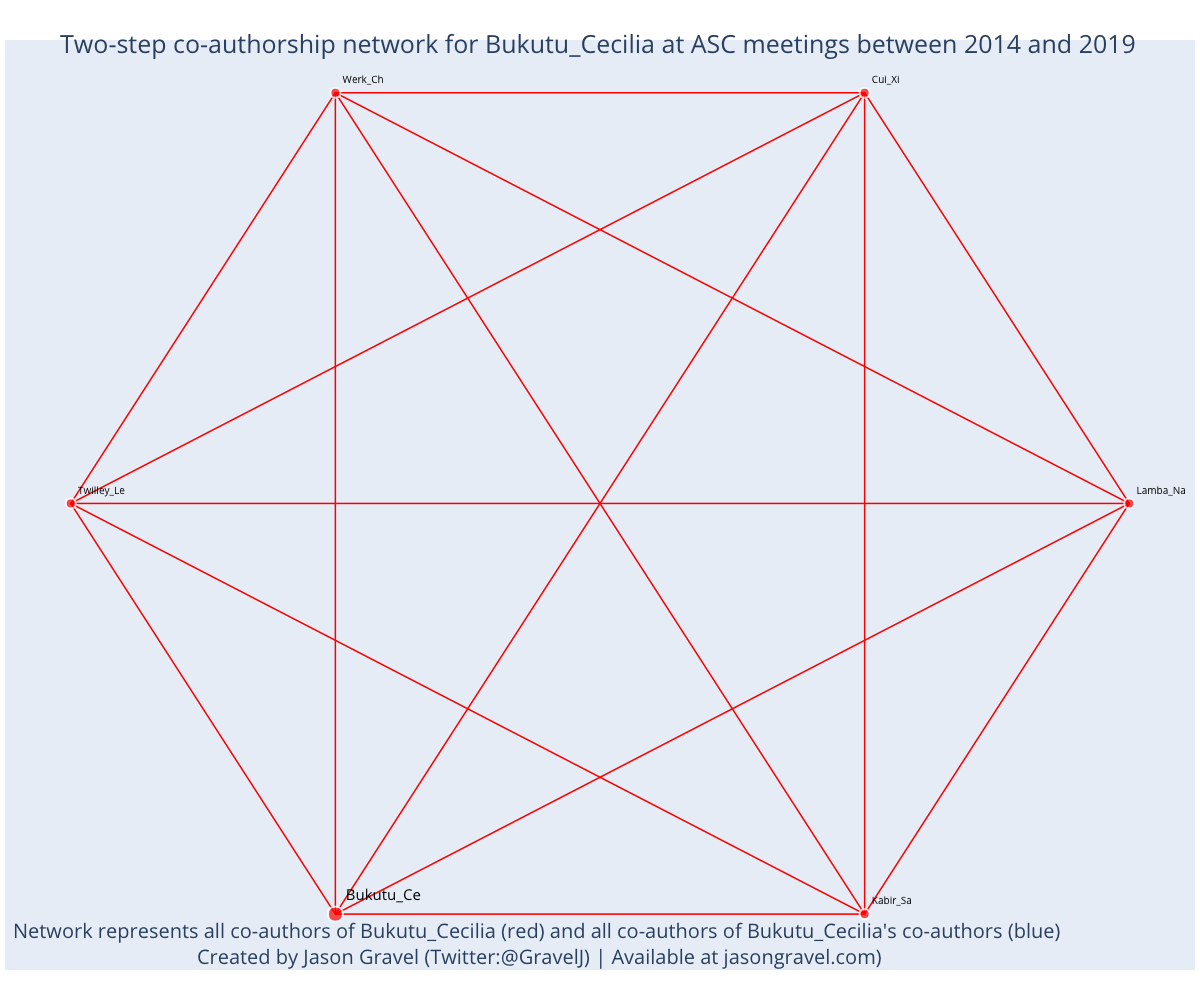 Two-step co-authorship network for Bukutu_Cecilia at ASC meetings between 2014 and 2019
Werk_Ch
Cui_Xi
Twilley_Le
Lamba_Na
Bukutu_Ce
Kabir_Sa
Network represents all co-authors of Bukutu_Cecilia (red) and all co-authors of Bukutu_Cecilia's co-authors (blue)
Created by Jason Gravel (Twitter:@GravelJ) | Available at jasongravel.com)